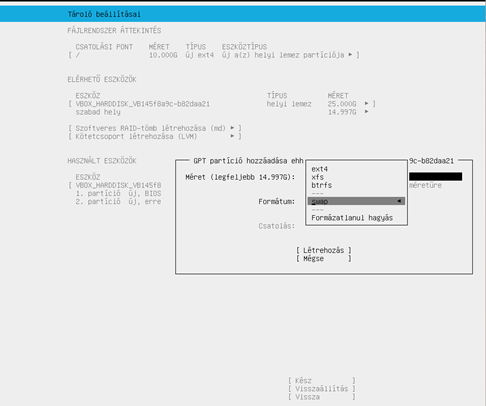 Tároló beállításai
FÁJLRENDSZER ÁTTEKINTÉS
CSATOLÁSI PONT MÉRET TÍPUS ESZKÖZTÍPUS
[ / 10.000G új ext4 új a(z) helyi lemez partíciója ▶ ]
ELÉRHETŐ ESZKÖZÖK
ESZKÖZ TÍPUS MÉRET
[ VBOX_HARDDISK_VB145f8a9c-b82daa21 helyi lemez 25.000G ▶ ]
szabad hely 14.997G ▶
[ Szoftveres RAID-tömb létrehozása (md) ▶ ]
[ Kötetcsoport létrehozása (LVM) ▶ ]
HASZNÁLT ESZKÖZÖK
GPT partíció hozzáadása ehh 9c-b82daa21
ESZKÖZ
[ VBOX_HARDDISK_VB145f8
1. partíció új, BIOS
2. partíció új, erre
Méret (legfeljebb 14.997G):
méretűre
Formátum:
ext4
xfs
btrfs
---
swap ◀
---
Formázatlanul hagyás
Csatolás:
[ Létrehozás ]
[ Mégse ]
[ Kész ]
[ Visszaállítás ]
[ Vissza ]